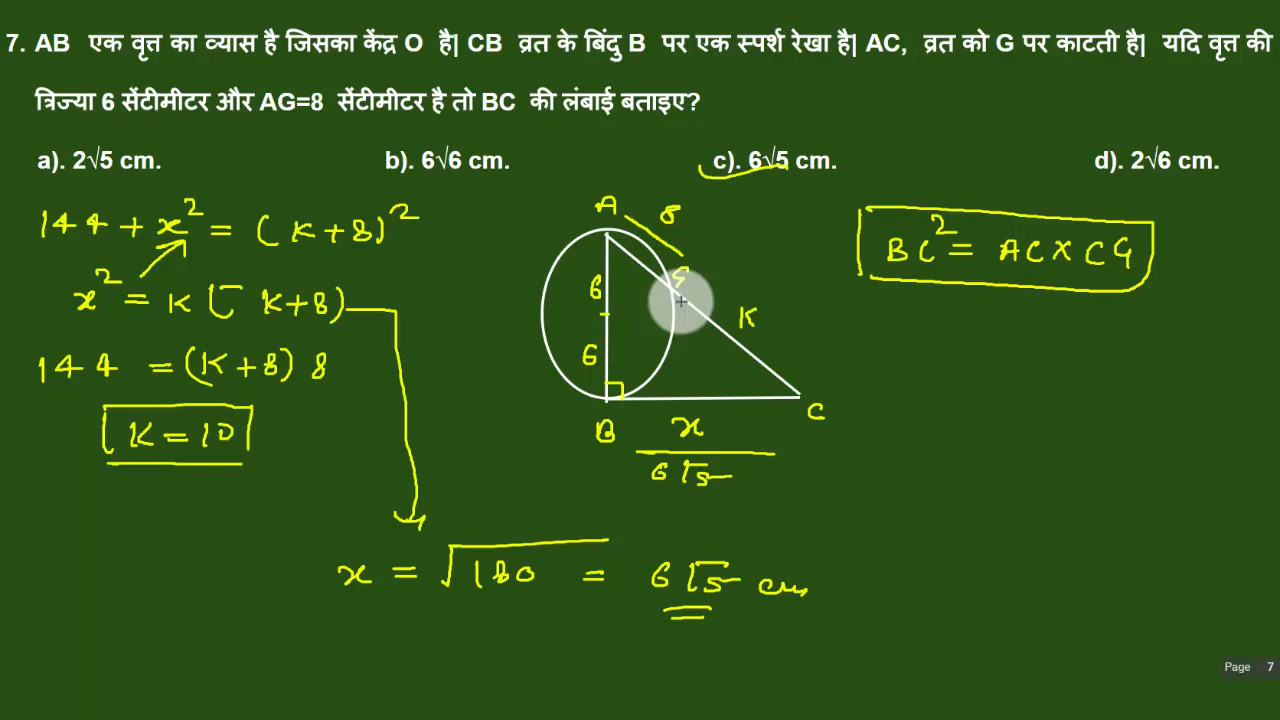 7. AB एक वृत्त का व्यास है जिसका केंद्र O है| CB व्रत के बिंदु B पर एक स्पर्श रेखा है| AC, व्रत को G पर काटती है| यदि वृत्त की
त्रिज्या 6 सेंटीमीटर और AG=8 सेंटीमीटर है तो BC की लंबाई बताइए?
a). 2√5 cm. b). 6√6 cm. c). 6√5 cm. d). 2√6 cm.
144 + x² = (K+8)²
x² = K (K+8)
144 = (K+8) 8
K = 10
A
8
6
G
K
6
B
C
x
6√5
BC² = AC × CG
x = √180 = 6√5 cm
Page 7